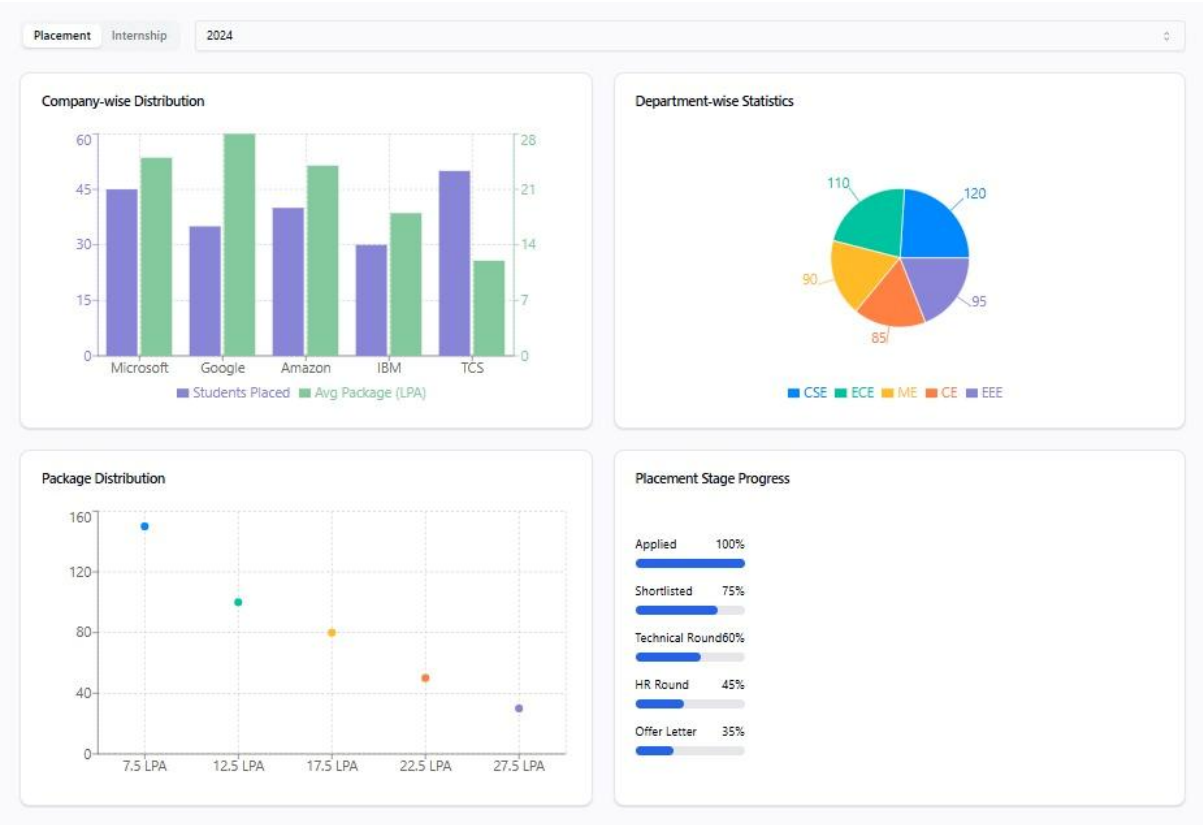 Placement Internship 2024
Company-wise Distribution
60 28
45 21
30 14
15 7
0 0
Microsoft Google Amazon IBM TCS
Students Placed Avg Package (LPA)
Department-wise Statistics
110 120
90 95
85
CSE ECE ME CE EEE
Package Distribution
160
120
80
40
0
7.5 LPA 12.5 LPA 17.5 LPA 22.5 LPA 27.5 LPA
Placement Stage Progress
Applied 100%
Shortlisted 75%
Technical Round60%
HR Round 45%
Offer Letter 35%